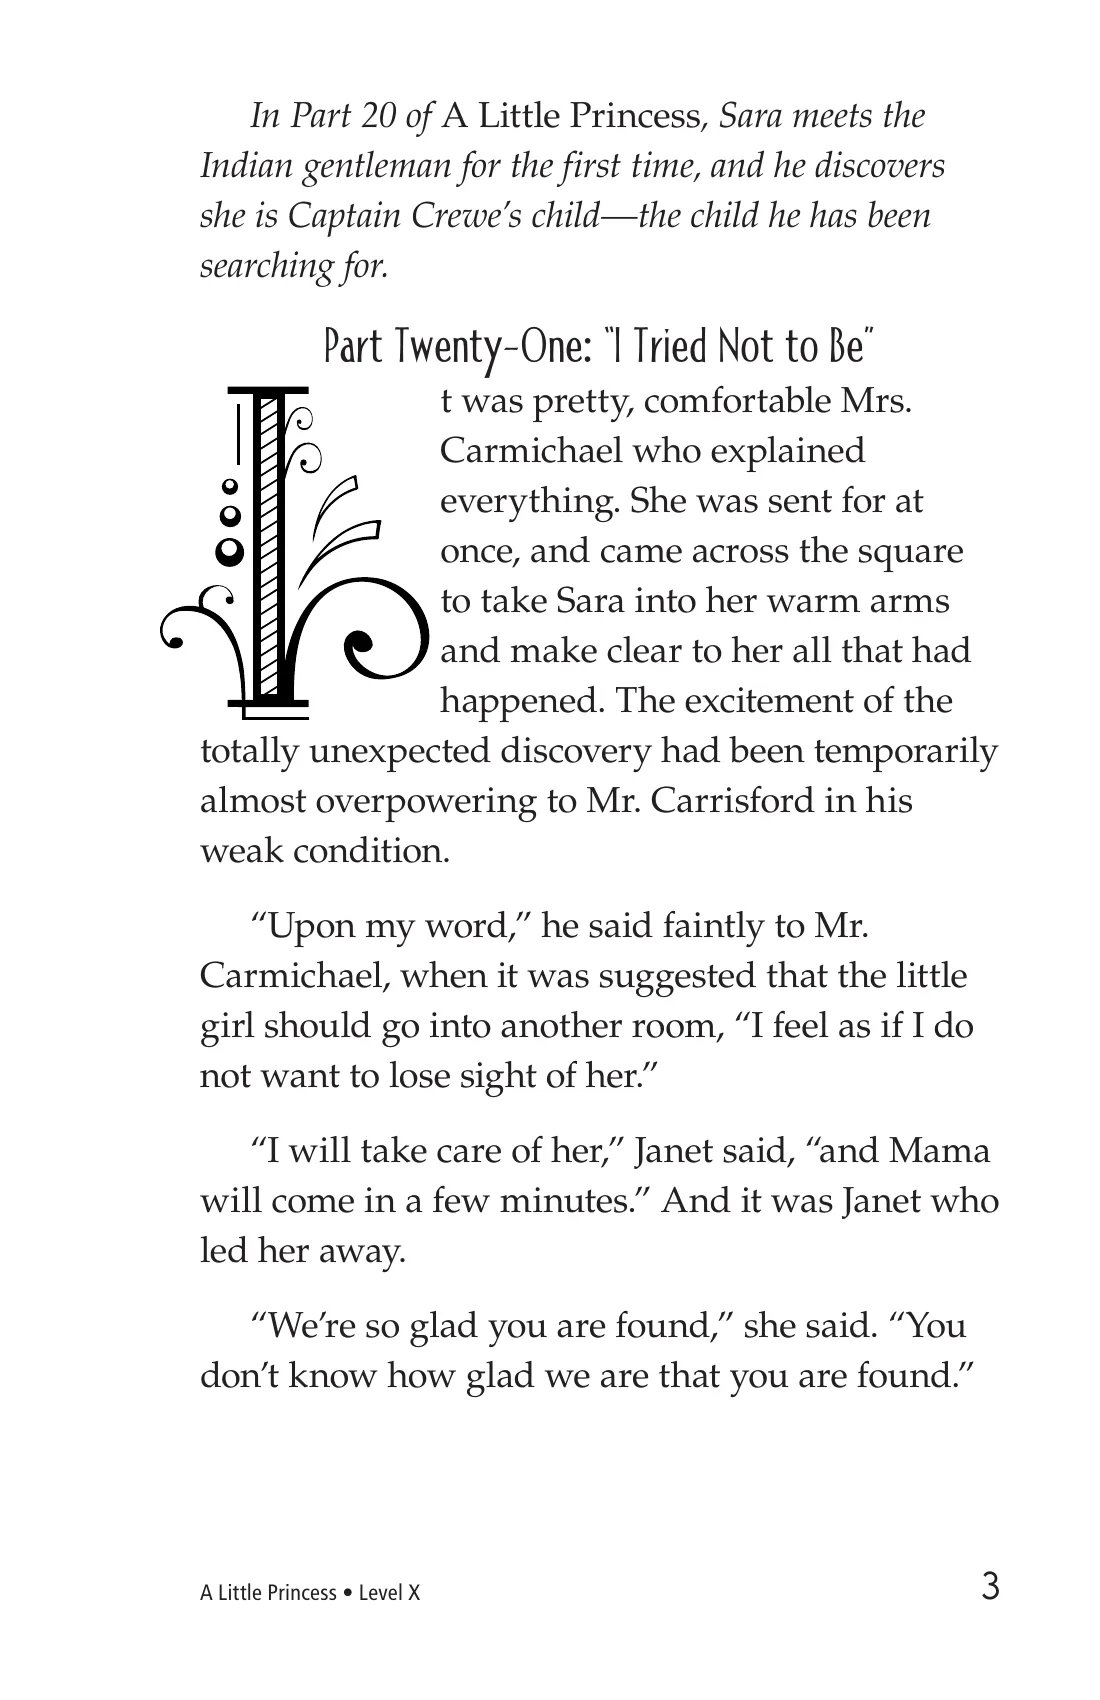 In Part 20 of A Little Princess, Sara meets the
Indian gentleman for the first time, and he discovers
she is Captain Crewe’s child—the child he has been
searching for.
Part Twenty-One: “I Tried Not to Be”
It was pretty, comfortable Mrs.
Carmichael who explained
everything. She was sent for at
once, and came across the square
to take Sara into her warm arms
and make clear to her all that had
happened. The excitement of the
totally unexpected discovery had been temporarily
almost overpowering to Mr. Carrisford in his
weak condition.
“Upon my word,” he said faintly to Mr.
Carmichael, when it was suggested that the little
girl should go into another room, “I feel as if I do
not want to lose sight of her.”
“I will take care of her,” Janet said, “and Mama
will come in a few minutes.” And it was Janet who
led her away.
“We’re so glad you are found,” she said. “You
don’t know how glad we are that you are found.”
A Little Princess • Level X
3